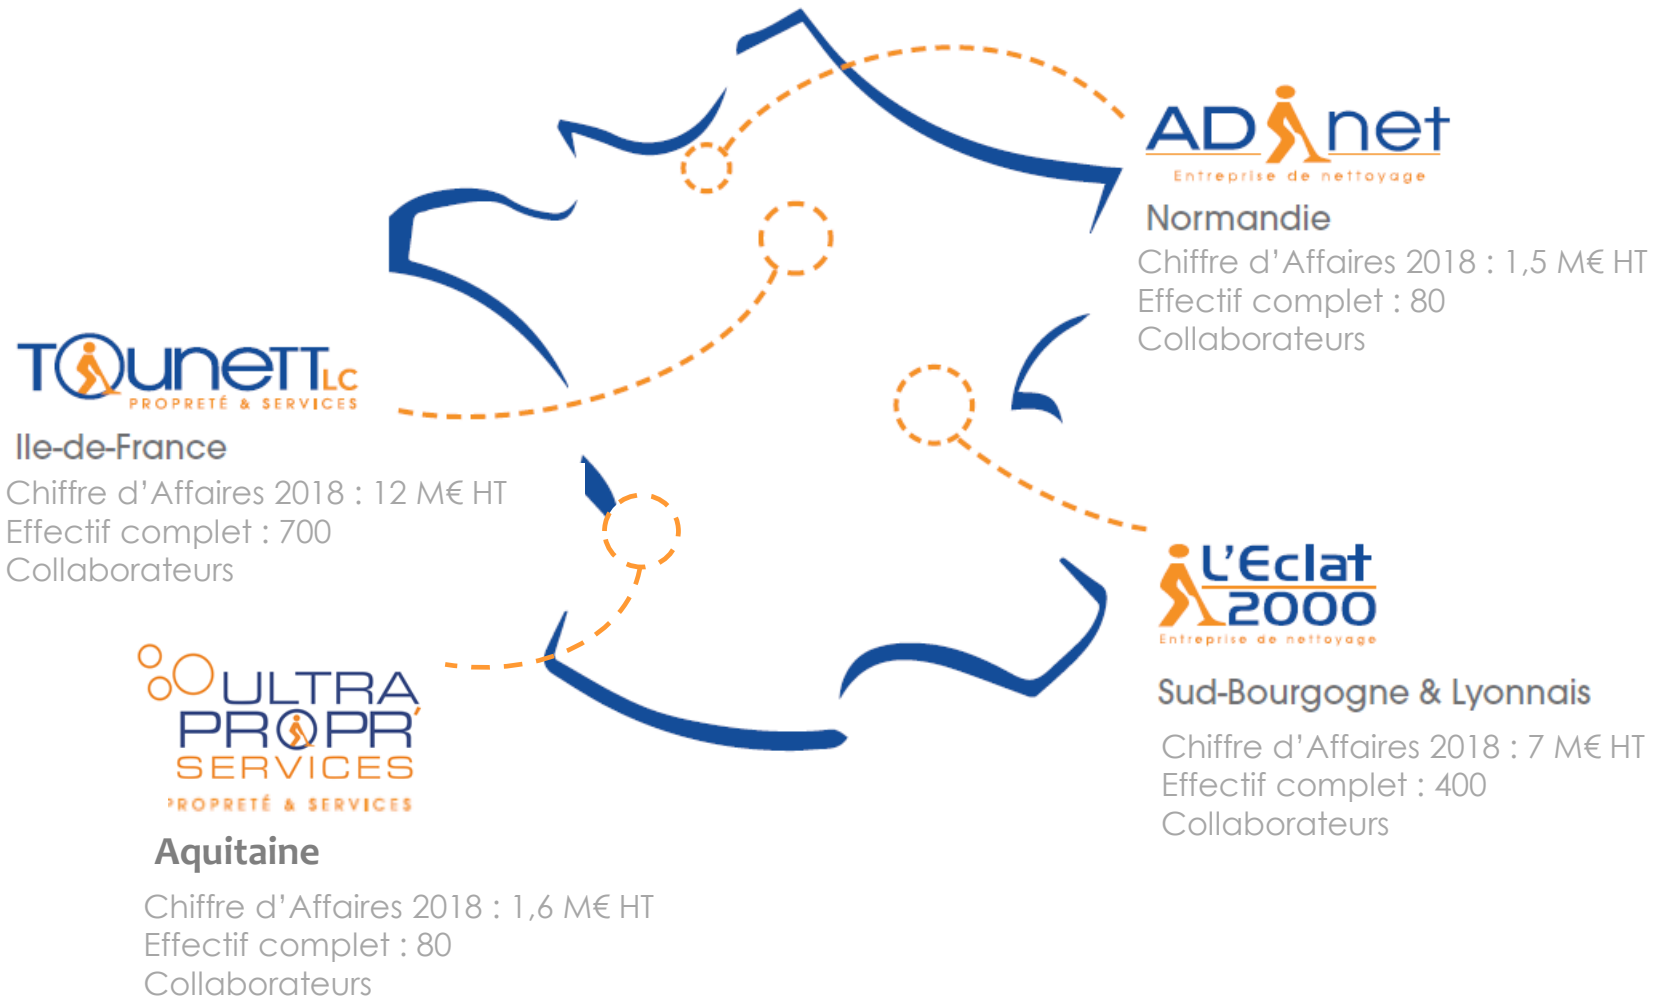 AD net
Entreprise de nettoyage
Normandie
Chiffre d’Affaires 2018 : 1,5 M€ HT
Effectif complet : 80
Collaborateurs
TOunett LC
PROPRETÉ & SERVICES
Ile-de-France
Chiffre d’Affaires 2018 : 12 M€ HT
Effectif complet : 700
Collaborateurs
L’Eclat
2000
Entreprise de nettoyage
Sud-Bourgogne & Lyonnais
Chiffre d’Affaires 2018 : 7 M€ HT
Effectif complet : 400
Collaborateurs
ULTRA
PROPR’
SERVICES
PROPRETÉ & SERVICES
Aquitaine
Chiffre d’Affaires 2018 : 1,6 M€ HT
Effectif complet : 80
Collaborateurs